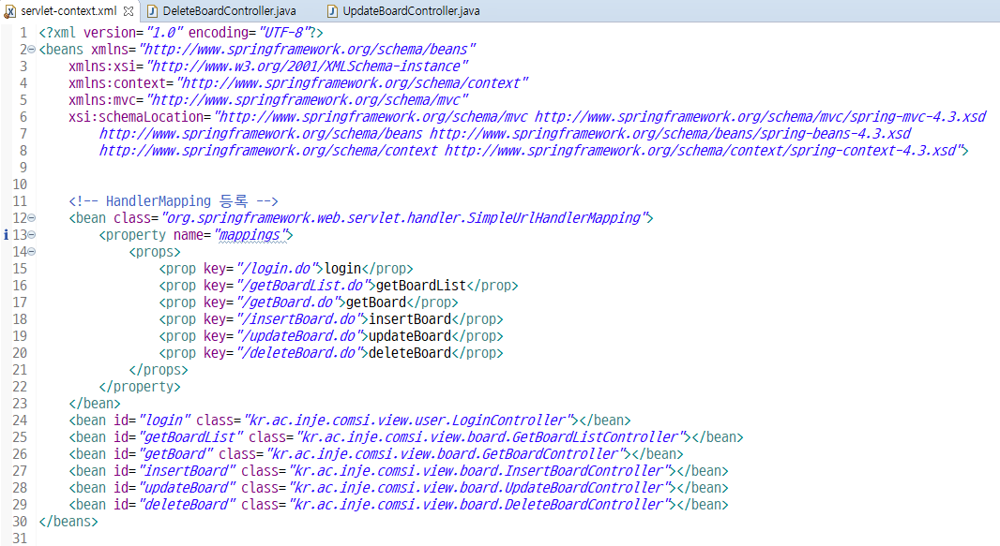 servlet-context.xml DeleteBoardController.java UpdateBoardController.java
1 <?xml version="1.0" encoding="UTF-8"?>
2 <beans xmlns="http://www.springframework.org/schema/beans"
3 xmlns:xsi="http://www.w3.org/2001/XMLSchema-instance"
4 xmlns:context="http://www.springframework.org/schema/context"
5 xmlns:mvc="http://www.springframework.org/schema/mvc"
6 xsi:schemaLocation="http://www.springframework.org/schema/mvc http://www.springframework.org/schema/mvc/spring-mvc-4.3.xsd
7 http://www.springframework.org/schema/beans http://www.springframework.org/schema/beans/spring-beans-4.3.xsd
8 http://www.springframework.org/schema/context http://www.springframework.org/schema/context/spring-context-4.3.xsd">
9
10
11 <!-- HandlerMapping 등록 -->
12 <bean class="org.springframework.web.servlet.handler.SimpleUrlHandlerMapping">
13 <property name="mappings">
14 <props>
15 <prop key="/login.do">login</prop>
16 <prop key="/getBoardList.do">getBoardList</prop>
17 <prop key="/getBoard.do">getBoard</prop>
18 <prop key="/insertBoard.do">insertBoard</prop>
19 <prop key="/updateBoard.do">updateBoard</prop>
20 <prop key="/deleteBoard.do">deleteBoard</prop>
21 </props>
22 </property>
23 </bean>
24 <bean id="login" class="kr.ac.inje.comsi.view.user.LoginController"></bean>
25 <bean id="getBoardList" class="kr.ac.inje.comsi.view.board.GetBoardListController"></bean>
26 <bean id="getBoard" class="kr.ac.inje.comsi.view.board.GetBoardController"></bean>
27 <bean id="insertBoard" class="kr.ac.inje.comsi.view.board.InsertBoardController"></bean>
28 <bean id="updateBoard" class="kr.ac.inje.comsi.view.board.UpdateBoardController"></bean>
29 <bean id="deleteBoard" class="kr.ac.inje.comsi.view.board.DeleteBoardController"></bean>
30 </beans>
31